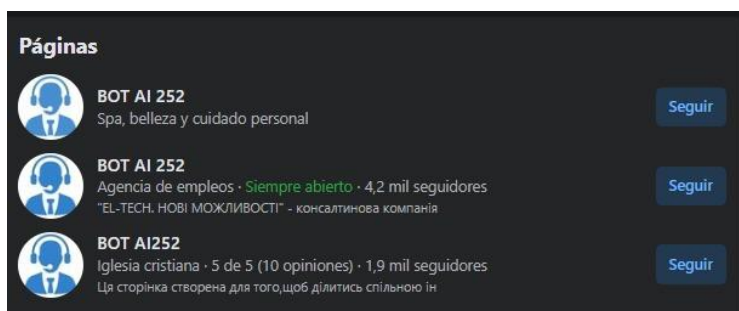 Páginas
BOT AI 252
Spa, belleza y cuidado personal
Seguir
BOT AI 252
Agencia de empleos · Siempre abierto · 4,2 mil seguidores
"EL-TECH. НОВІ МОЖЛИВОСТІ" - консалтинова компанія
Seguir
BOT AI252
Iglesia cristiana · 5 de 5 (10 opiniones) · 1,9 mil seguidores
Ця сторінка створена для того,щоб ділитись спільною ін
Seguir